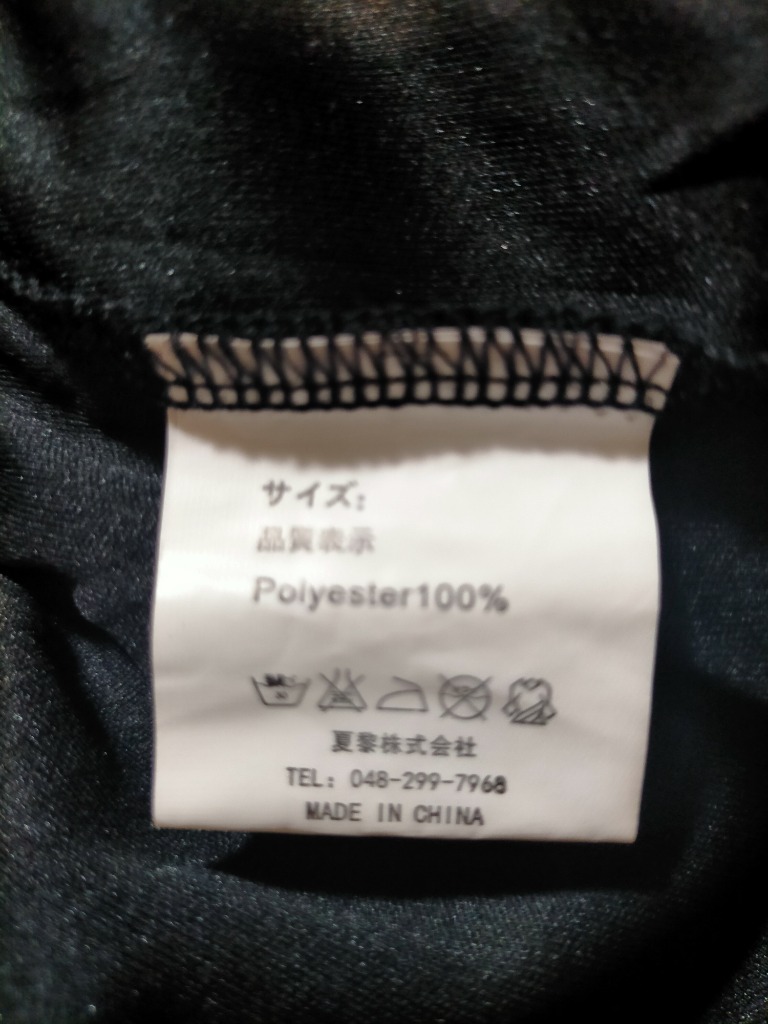 サイズ:
品質表示
Polyester100%
夏黎株式会社
TEL: 048-299-7968
MADE IN CHINA